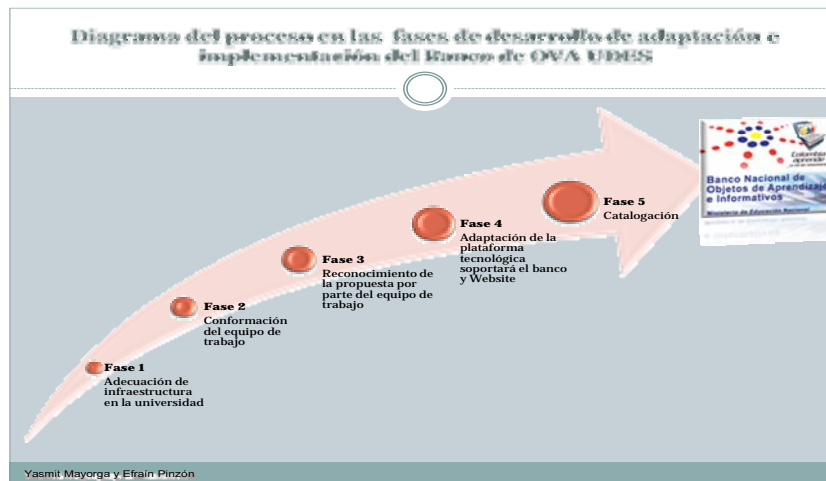 Diagrama del proceso en las fases de desarrollo de adaptación e
implementación del Banco de OVA UDES
Fase 1
Adecuación de
infraestructura
en la universidad
Fase 2
Conformación
del equipo de
trabajo
Fase 3
Reconocimiento de
la propuesta por
parte del equipo de
trabajo
Fase 4
Adaptación de la
plataforma
tecnológica
soportará el banco
y Website
Fase 5
Catalogación
Colombia
aprende
Banco Nacional de
Objetos de Aprendizaje
e Informativos
Ministerio de Educación Nacional
Yasmit Mayorga y Efraín Pinzón